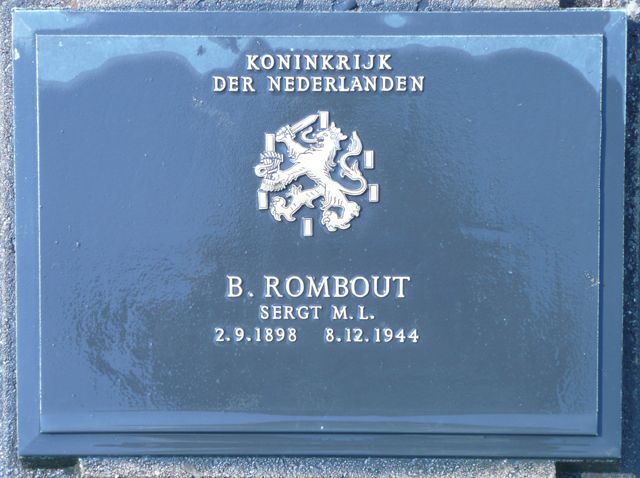 KONINKRIJK
DER NEDERLANDEN
B. ROMBOUT
SERGT M. L.
2.9.1898 8.12.1944